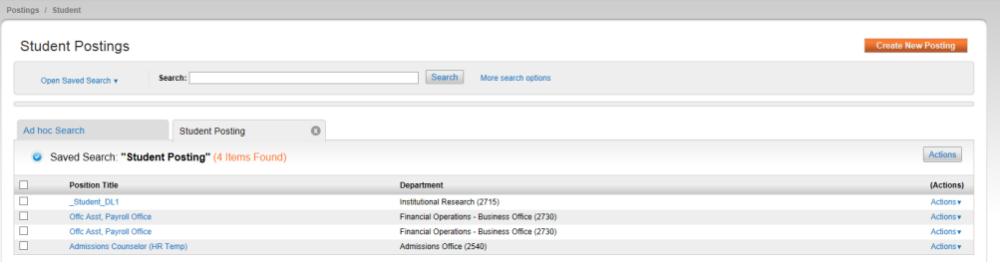 Postings / Student
Student Postings
Create New Posting
Open Saved Search
Search:
Search
More search options
Ad hoc Search
Student Posting
Saved Search: "Student Posting" (4 Items Found)
Actions
Position Title Department (Actions)
_Student_DL1 Institutional Research (2715) Actions
Offc Asst, Payroll Office Financial Operations - Business Office (2730) Actions
Offc Asst, Payroll Office Financial Operations - Business Office (2730) Actions
Admissions Counselor (HR Temp) Admissions Office (2540) Actions